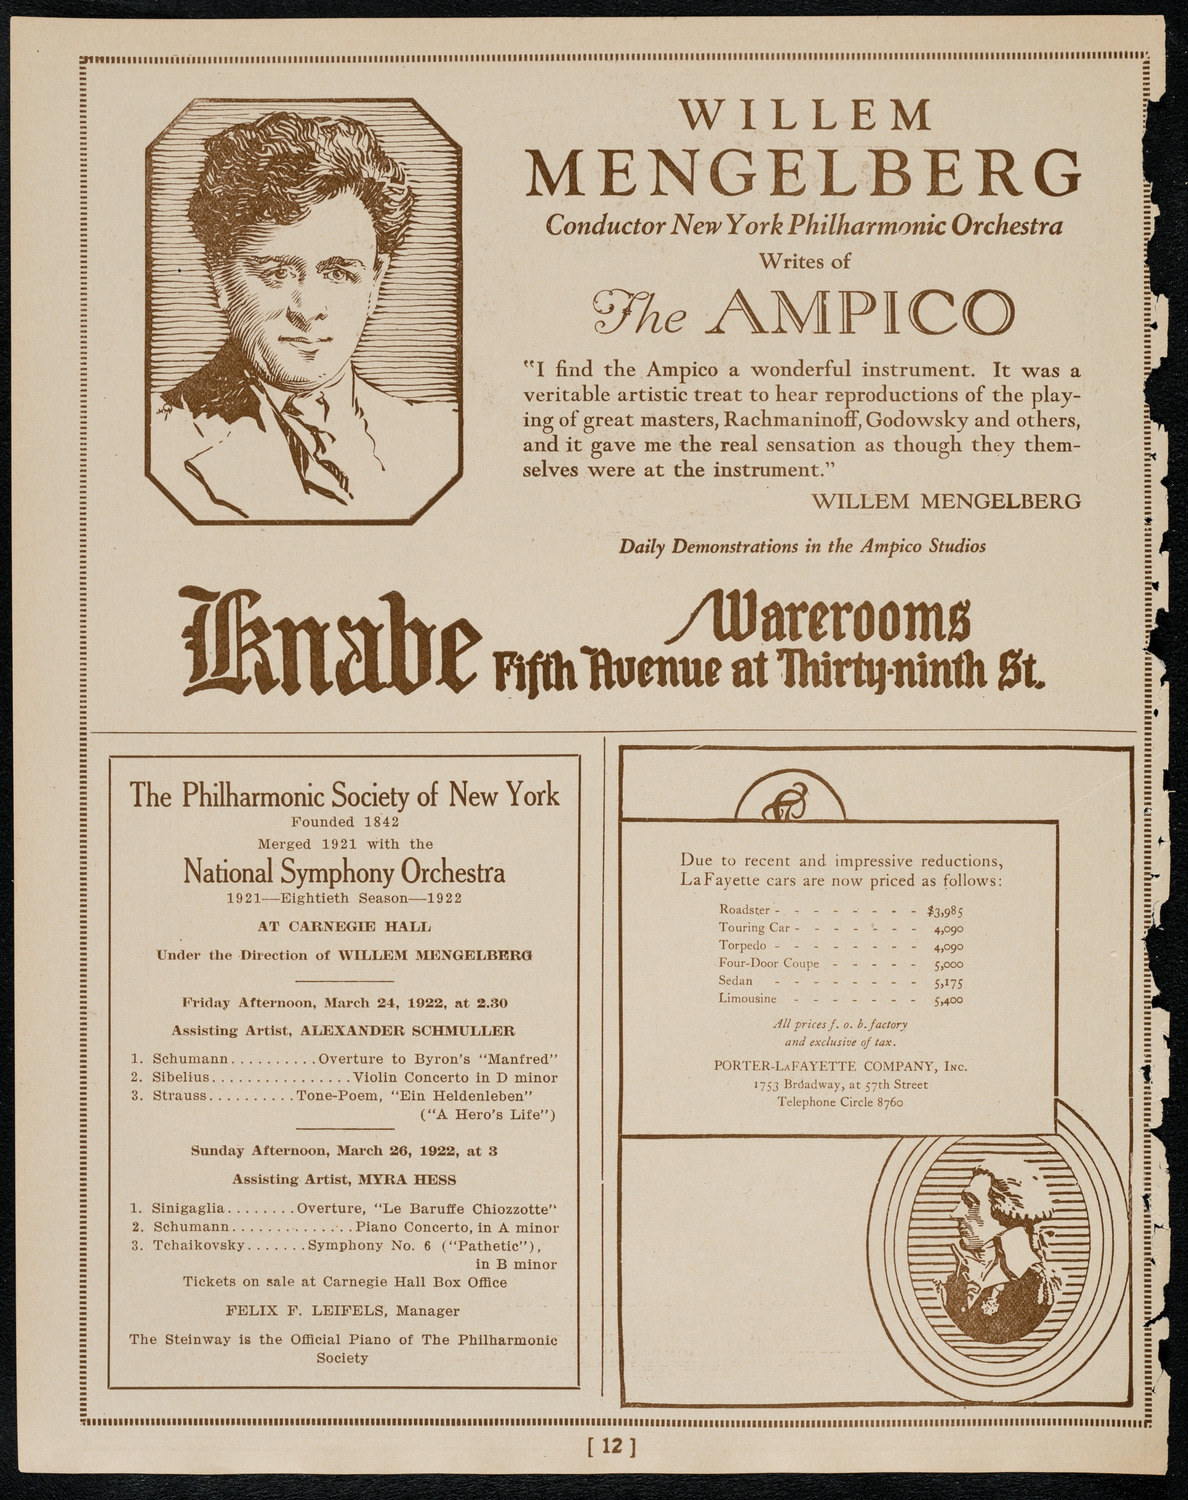 WILLEM
MENGELBERG
Conductor New York Philharmonic Orchestra
Writes of
The AMPICO
"I find the Ampico a wonderful instrument. It was a
veritable artistic treat to hear reproductions of the play-
ing of great masters, Rachmaninoff, Godowsky and others,
and it gave me the real sensation as though they them-
selves were at the instrument."
WILLEM MENGELBERG
Daily Demonstrations in the Ampico Studios
Knabe Warerooms
Fifth Avenue at Thirty-ninth St.
The Philharmonic Society of New York
Founded 1842
Merged 1921 with the
National Symphony Orchestra
1921—Eightieth Season—1922
AT CARNEGIE HALL
Under the Direction of WILLEM MENGELBERG
Friday Afternoon, March 24, 1922, at 2.30
Assisting Artist, ALEXANDER SCHMULLER
1. Schumann..........Overture to Byron's "Manfred"
2. Sibelius................Violin Concerto in D minor
3. Strauss..........Tone-Poem, "Ein Heldenleben"
("A Hero's Life")
Sunday Afternoon, March 26, 1922, at 3
Assisting Artist, MYRA HESS
1. Sinigaglia........Overture, "Le Baruffe Chiozzotte"
2. Schumann..............Piano Concerto, in A minor
3. Tchaikovsky.......Symphony No. 6 ("Pathetic"),
in B minor
Tickets on sale at Carnegie Hall Box Office
FELIX F. LEIFELS, Manager
The Steinway is the Official Piano of The Philharmonic
Society
Due to recent and impressive reductions,
LaFayette cars are now priced as follows:
Roadster - - - - - - - - $3,985
Touring Car - - - - - - - 4,090
Torpedo - - - - - - - - 4,090
Four-Door Coupe - - - - - 5,000
Sedan - - - - - - - - 5,175
Limousine - - - - - - - 5,400
All prices f. o. b. factory
and exclusive of tax.
PORTER-LAFAYETTE COMPANY, Inc.
1753 Broadway, at 57th Street
Telephone Circle 8760
[ 12 ]